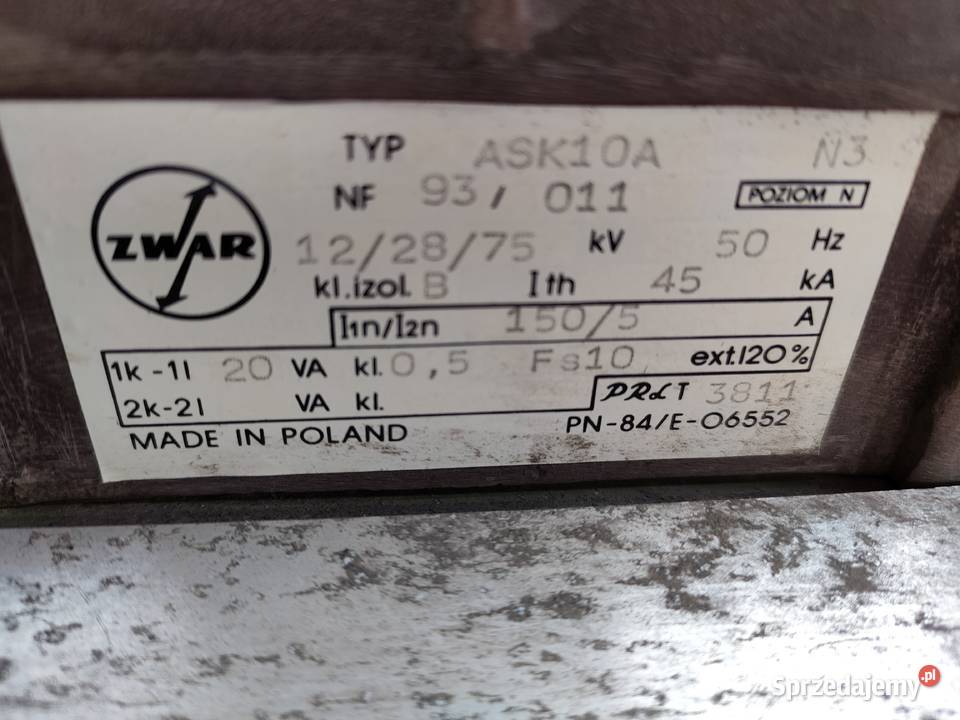 TYP ASK10A N3
NF 93/ 011 POZIOM N
ZWAR
12/28/75 kV 50 Hz
kl.izol. B Ith 45 kA
I1n/I2n 150/5 A
1k-1l 20 VA kl. 0,5 Fs10 ext.120%
2k-2l VA kl. PRLT 3811
MADE IN POLAND PN-84/E-06552
Sprzedajemy.pl